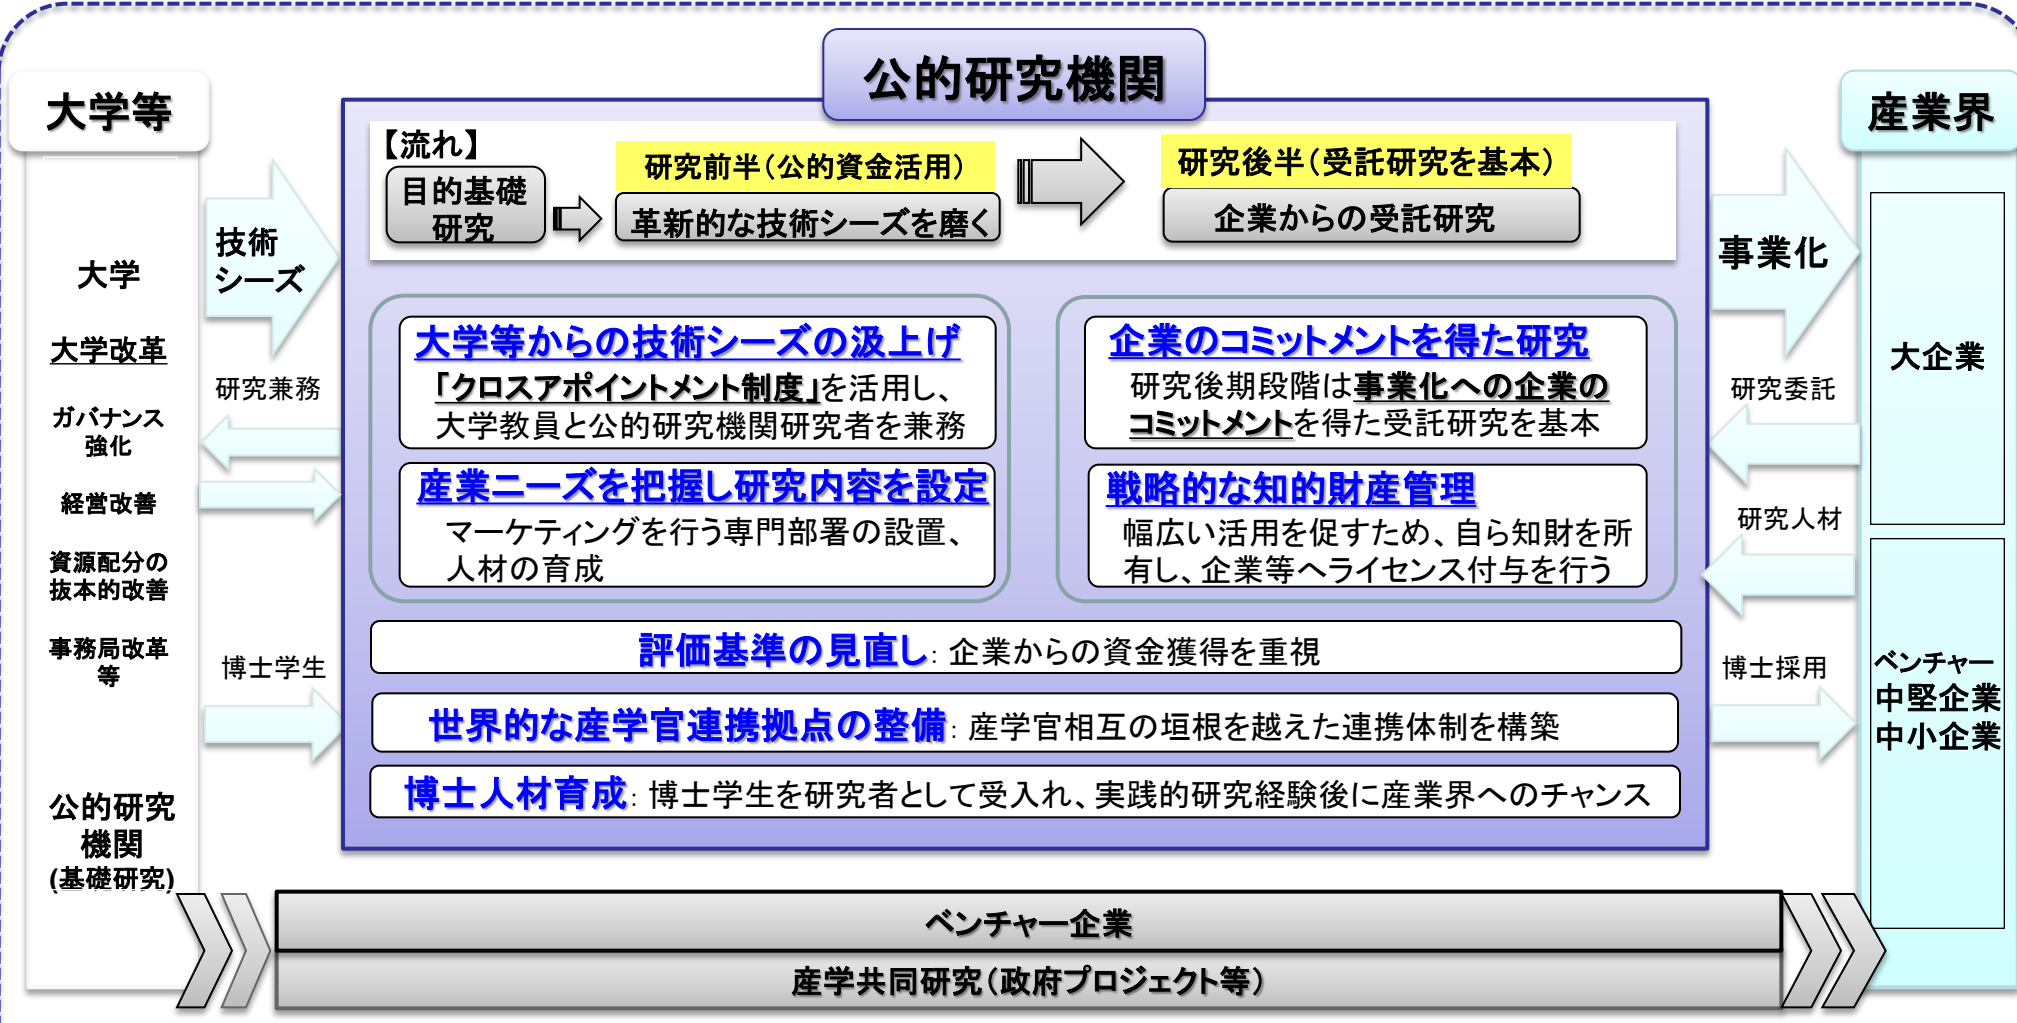 公的研究機関
大学等
産業界
【流れ】
目的基礎
研究
研究前半（公的資金活用）
革新的な技術シーズを磨く
研究後半（受託研究を基本）
企業からの受託研究
技術
シーズ
事業化
大学
大学改革
ガバナンス
強化
経営改善
資源配分の
抜本的改善
事務局改革
等
公的研究
機関
(基礎研究)
研究兼務
博士学生
大学等からの技術シーズの汲上げ
「クロスアポイントメント制度」を活用し、
大学教員と公的研究機関研究者を兼務
産業ニーズを把握し研究内容を設定
マーケティングを行う専門部署の設置、
人材の育成
企業のコミットメントを得た研究
研究後期段階は事業化への企業の
コミットメントを得た受託研究を基本
戦略的な知的財産管理
幅広い活用を促すため、自ら知財を所
有し、企業等へライセンス付与を行う
評価基準の見直し：企業からの資金獲得を重視
世界的な産学官連携拠点の整備：産学官相互の垣根を越えた連携体制を構築
博士人材育成：博士学生を研究者として受入れ、実践的研究経験後に産業界へのチャンス
研究委託
研究人材
博士採用
大企業
ベンチャー
中堅企業
中小企業
ベンチャー企業
産学共同研究（政府プロジェクト等）